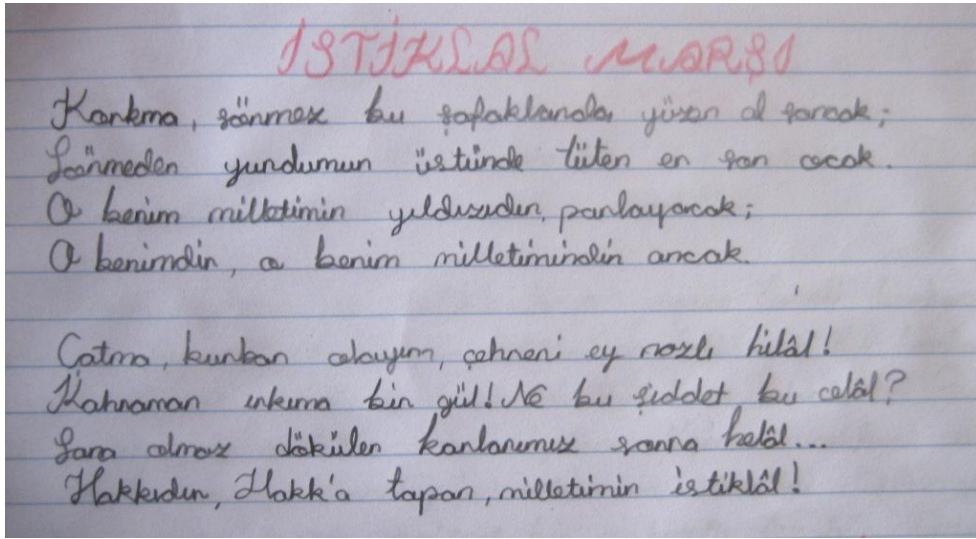 İSTİKLAL MARŞI
Korkma, sönmez bu şafaklarda yüzen al sancak;
Sönmeden yurdumun üstünde tüten en son ocak.
O benim milletimin yıldızıdır, parlayacak;
O benimdir, o benim milletimindir ancak.
Çatma, kurban olayım, çehreni ey nazlı hilâl!
Kahraman ırkıma bir gül! Ne bu şiddet bu celâl?
Sana olmaz dökülen kanlarımız sonra helâl...
Hakkıdır, Hakk'a tapan, milletimin istiklâl!